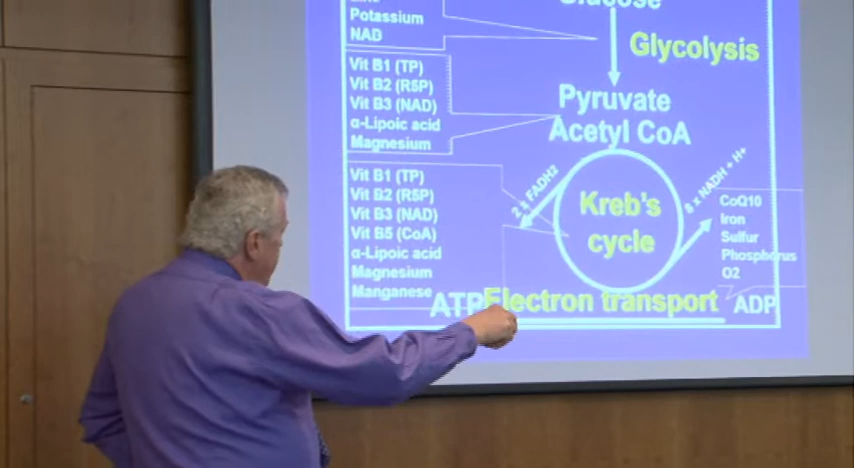 Potassium
NAD
Glucose
Glycolysis
Vit B1 (TP)
Vit B2 (R5P)
Vit B3 (NAD)
α-Lipoic acid
Magnesium
Pyruvate
Acetyl CoA
Vit B1 (TP)
Vit B2 (R5P)
Vit B3 (NAD)
Vit B5 (CoA)
α-Lipoic acid
Magnesium
Manganese
2 x FADH2
Kreb's
cycle
8 x NADH + H+
CoQ10
Iron
Sulfur
Phosphorus
O2
ATP
Electron transport
ADP